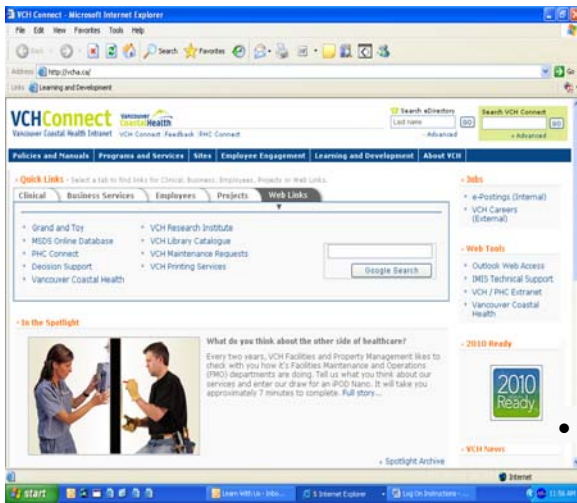 VCH Connect - Microsoft Internet Explorer
File Edit View Favorites Tools Help
Back Search Favorites
Address http://vcha.ca/ Go
Links Learning and Development
VCHConnect Vancouver CoastalHealth
Vancouver Coastal Health Intranet VCH Connect Feedback PHC Connect
Search eDirectory
Last name GO
Advanced
Search VCH Connect
GO
Advanced
Policies and Manuals Programs and Services Sites Employee Engagement Learning and Development About VCH
Quick Links - Select a tab to find links for Clinical, Business, Employees, Projects or Web Links.
Clinical Business Services Employees Projects Web Links
Grand and Toy
MSDS Online Database
PHC Connect
Decision Support
Vancouver Coastal Health
VCH Research Institute
VCH Library Catalogue
VCH Maintenance Requests
VCH Printing Services
Google Search
In the Spotlight
What do you think about the other side of healthcare?
Every two years, VCH Facilities and Property Management likes to
check with you how it's Facilities Maintenance and Operations
(FMO) departments are doing. Tell us what you think about our
services and enter our draw for an iPOD Nano. It will take you
approximately 7 minutes to complete. Full story...
Spotlight Archive
Jobs
e-Postings (Internal)
VCH Careers
(External)
Web Tools
Outlook Web Access
IMIS Technical Support
VCH / PHC Extranet
Vancouver Coastal
Health
2010 Ready
2010
Ready
VCH News
Internet
start Learn With Us - Inbo... 5 Internet Explorer Log On Instructions - ... 11:58 AM